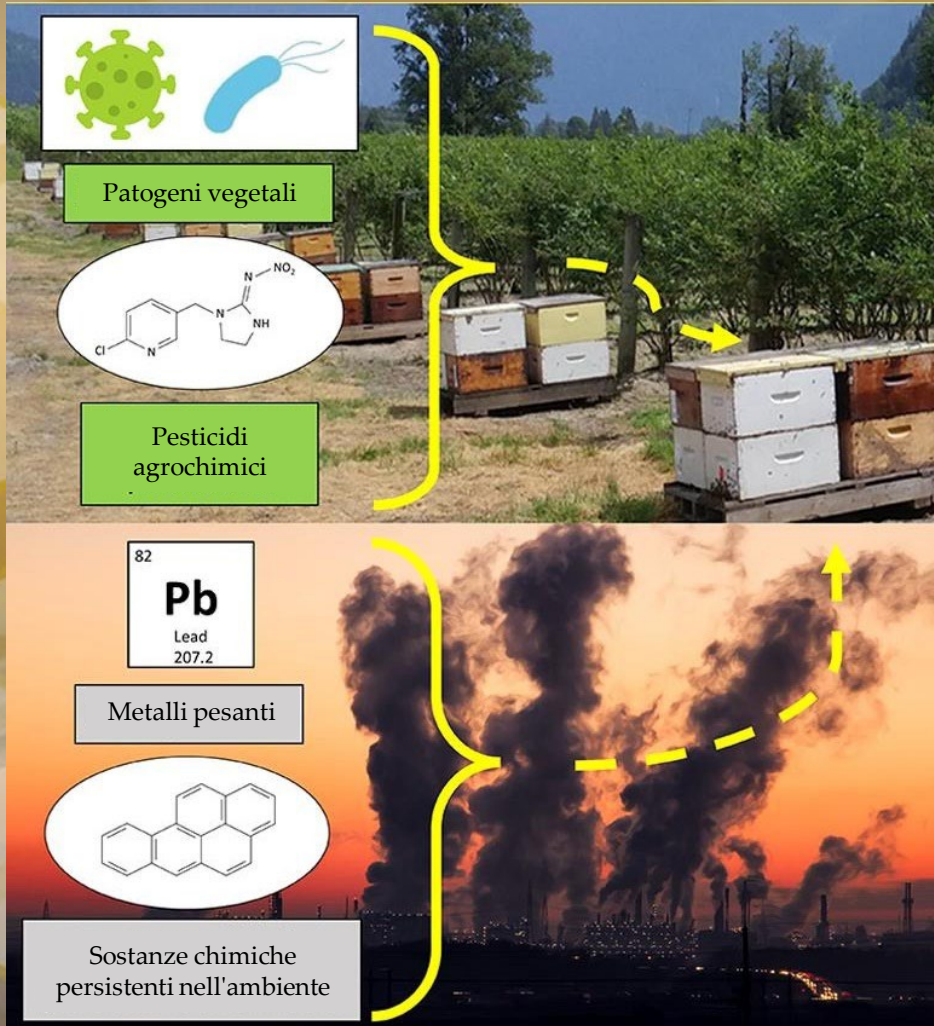 Patogeni vegetali
N
NO₂
N
NH
N
Cl
Pesticidi
agrochimici
.
82
Pb
Lead
207.2
Metalli pesanti
Sostanze chimiche
persistenti nell'ambiente